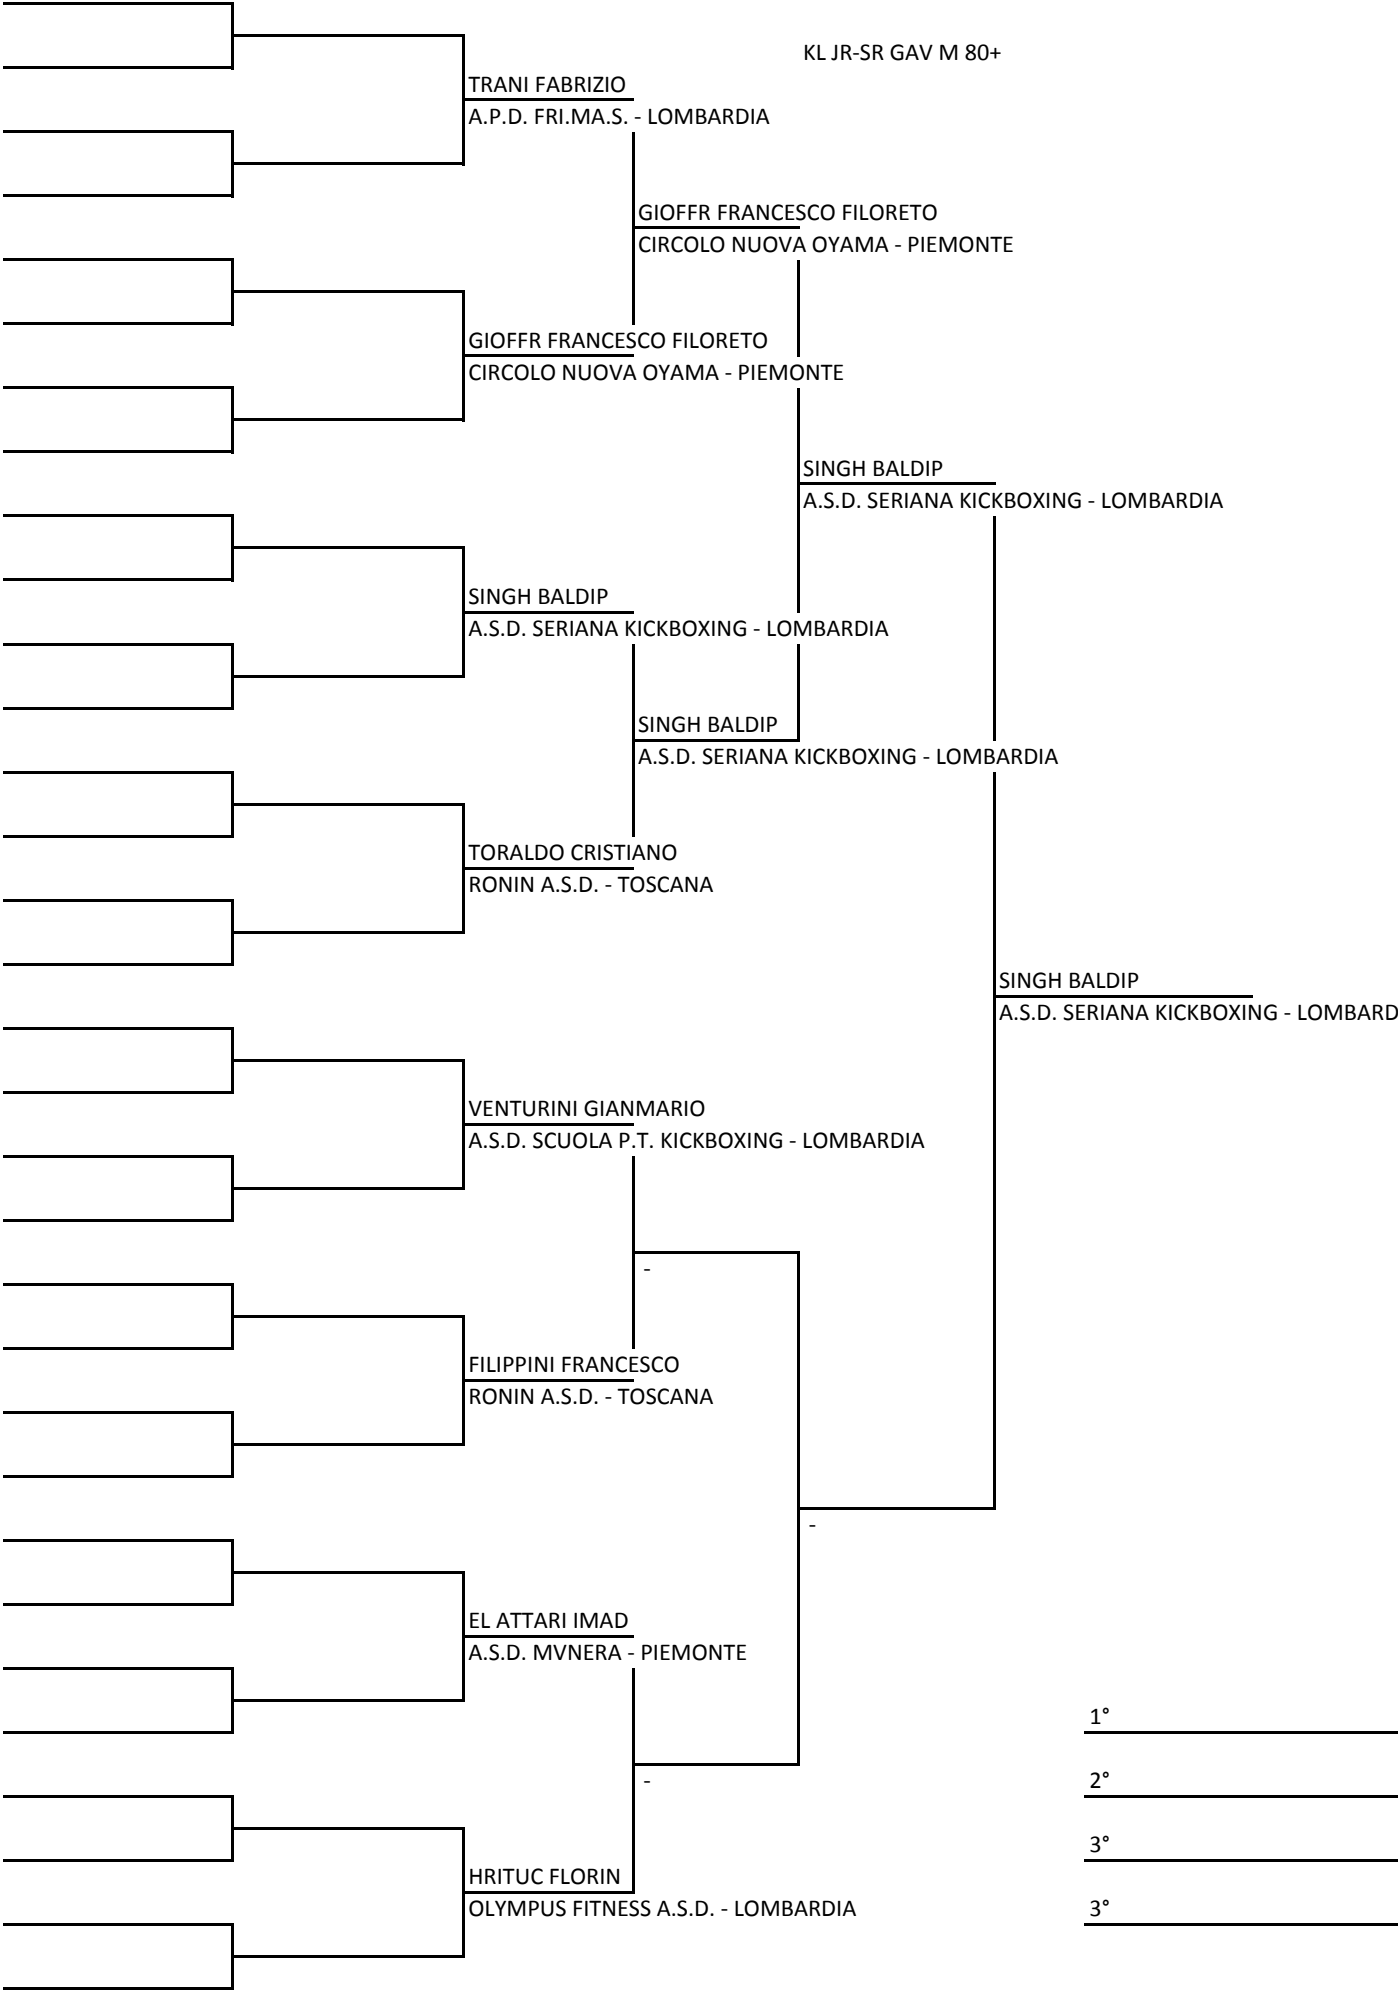 KL JR-SR GAV M 80+
TRANI FABRIZIO
A.P.D. FRI.MA.S. - LOMBARDIA
GIOFFR FRANCESCO FILORETO
CIRCOLO NUOVA OYAMA - PIEMONTE
GIOFFR FRANCESCO FILORETO
CIRCOLO NUOVA OYAMA - PIEMONTE
SINGH BALDIP
A.S.D. SERIANA KICKBOXING - LOMBARDIA
SINGH BALDIP
A.S.D. SERIANA KICKBOXING - LOMBARDIA
SINGH BALDIP
A.S.D. SERIANA KICKBOXING - LOMBARDIA
TORALDO CRISTIANO
RONIN A.S.D. - TOSCANA
SINGH BALDIP
A.S.D. SERIANA KICKBOXING - LOMBARD
VENTURINI GIANMARIO
A.S.D. SCUOLA P.T. KICKBOXING - LOMBARDIA
-
FILIPPINI FRANCESCO
RONIN A.S.D. - TOSCANA
-
EL ATTARI IMAD
A.S.D. MVNERA - PIEMONTE
1°
-
2°
3°
HRITUC FLORIN
OLYMPUS FITNESS A.S.D. - LOMBARDIA
3°